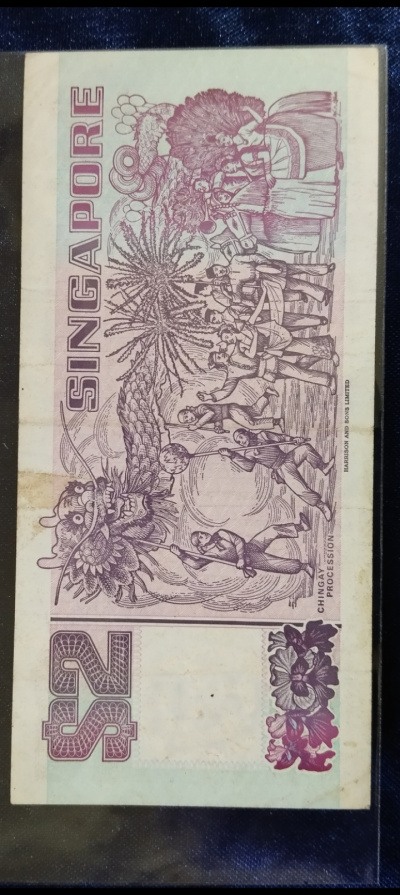 SINGAPORE
$2
CHINGAY
PROCESSION
HARRISON AND SONS LIMITED